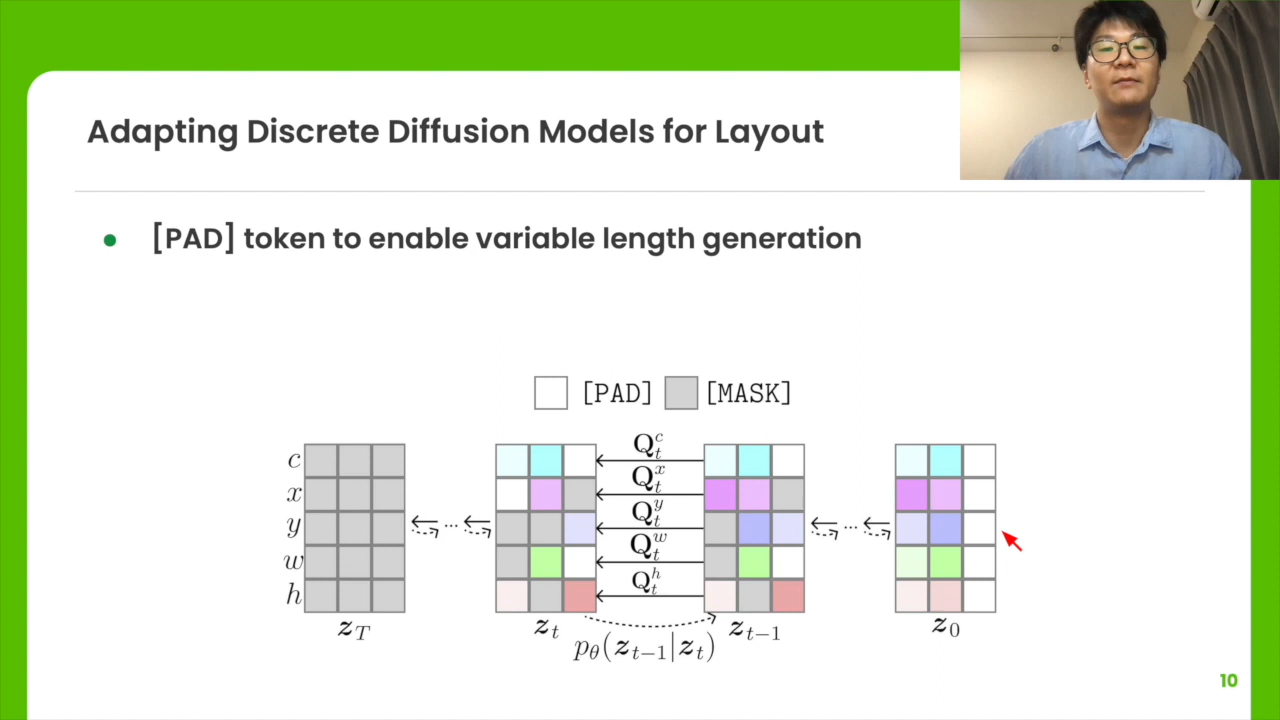 Adapting Discrete Diffusion Models for Layout
● [PAD] token to enable variable length generation
[PAD] [MASK]
c
x
y
w
h
Q_t^c
Q_t^x
Q_t^y
Q_t^w
Q_t^h
... ...
z_T z_t z_{t-1} z_0
p_θ(z_{t-1}|z_t)
10